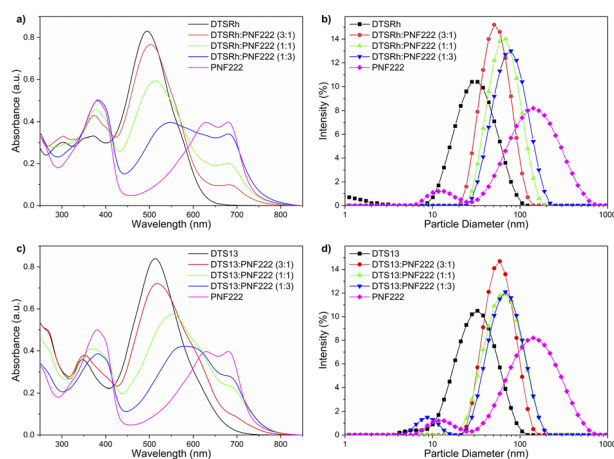 a)
DTSRh
DTSRh:PNF222 (3:1)
DTSRh:PNF222 (1:1)
DTSRh:PNF222 (1:3)
PNF222
Absorbance (a.u.)
0.8
0.6
0.4
0.2
0.0
300 400 500 600 700 800
Wavelength (nm)
b)
DTSRh
DTSRh:PNF222 (3:1)
DTSRh:PNF222 (1:1)
DTSRh:PNF222 (1:3)
PNF222
Intensity (%)
14
12
10
8
6
4
2
0
1 10 100 1000
Particle Diameter (nm)
c)
DTS13
DTS13:PNF222 (3:1)
DTS13:PNF222 (1:1)
DTS13:PNF222 (1:3)
PNF222
Absorbance (a.u.)
0.8
0.6
0.4
0.2
0.0
300 400 500 600 700 800
Wavelength (nm)
d)
DTS13
DTS13:PNF222 (3:1)
DTS13:PNF222 (1:1)
DTS13:PNF222 (1:3)
PNF222
Intensity (%)
14
12
10
8
6
4
2
0
1 10 100 1000
Particle Diameter (nm)